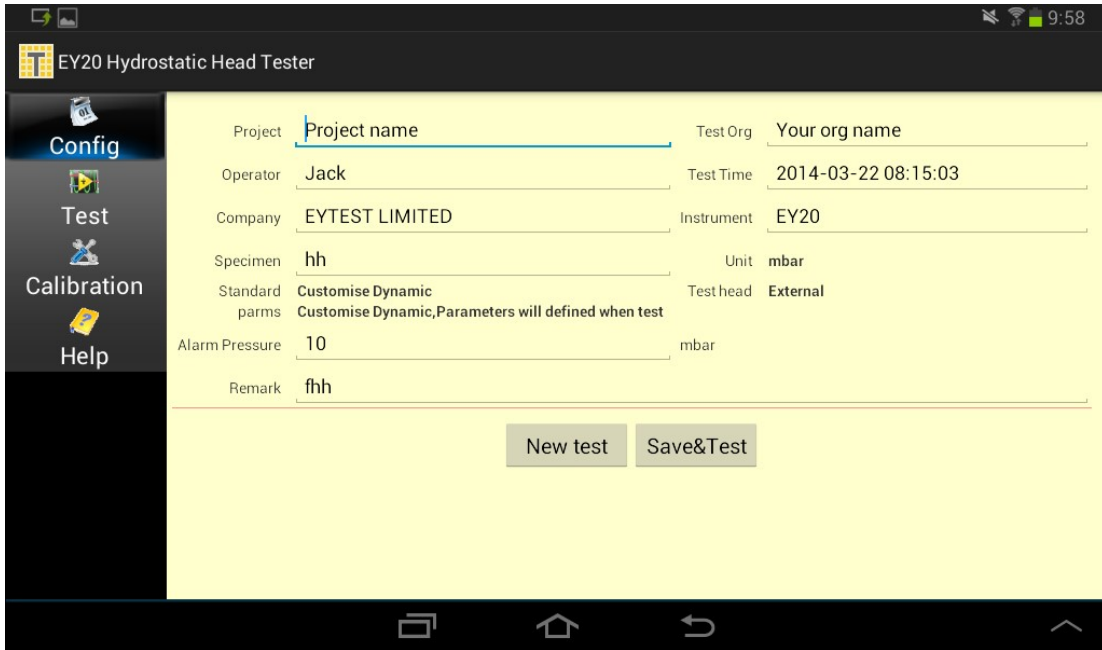 9:58
EY20 Hydrostatic Head Tester
Config
Test
Calibration
Help
Project Project name Test Org Your org name
Operator Jack Test Time 2014-03-22 08:15:03
Company EYTEST LIMITED Instrument EY20
Specimen hh Unit mbar
Standard Customise Dynamic Test head External
parms Customise Dynamic,Parameters will defined when test
Alarm Pressure 10 mbar
Remark fhh
New test Save&Test